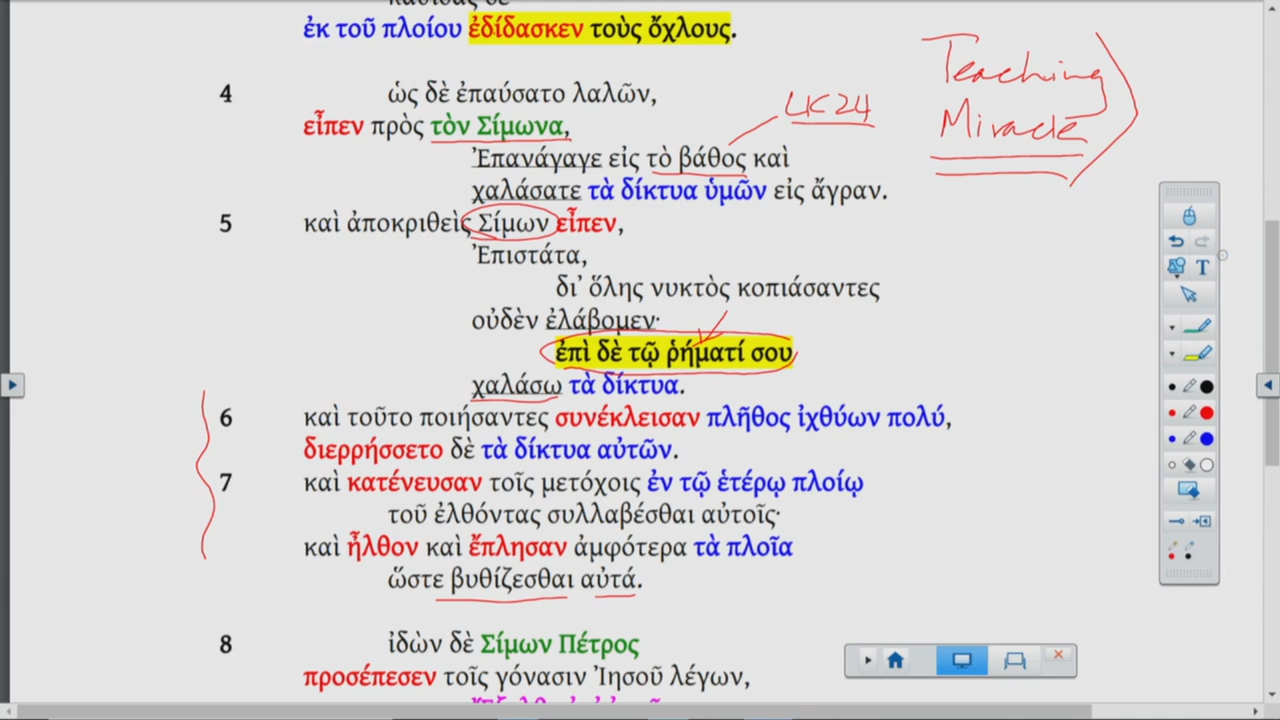 ἐκ τοῦ πλοίου ἐδίδασκεν τοὺς ὄχλους.
Teaching
Miracle
LK 24
4 ὡς δὲ ἐπαύσατο λαλῶν,
εἶπεν πρὸς τὸν Σίμωνα,
Ἐπανάγαγε εἰς τὸ βάθος καὶ
χαλάσατε τὰ δίκτυα ὑμῶν εἰς ἄγραν.
5 καὶ ἀποκριθεὶς Σίμων εἶπεν,
Ἐπιστάτα,
δι᾽ ὅλης νυκτὸς κοπιάσαντες
οὐδὲν ἐλάβομεν·
ἐπὶ δὲ τῷ ῥήματί σου
χαλάσω τὰ δίκτυα.
6 καὶ τοῦτο ποιήσαντες συνέκλεισαν πλῆθος ἰχθύων πολύ,
διερρήσσετο δὲ τὰ δίκτυα αὐτῶν.
7 καὶ κατένευσαν τοῖς μετόχοις ἐν τῷ ἑτέρῳ πλοίῳ
τοῦ ἐλθόντας συλλαβέσθαι αὐτοῖς·
καὶ ἦλθον καὶ ἔπλησαν ἀμφότερα τὰ πλοῖα
ὥστε βυθίζεσθαι αὐτά.
8 ἰδὼν δὲ Σίμων Πέτρος
προσέπεσεν τοῖς γόνασιν Ἰησοῦ λέγων,
T